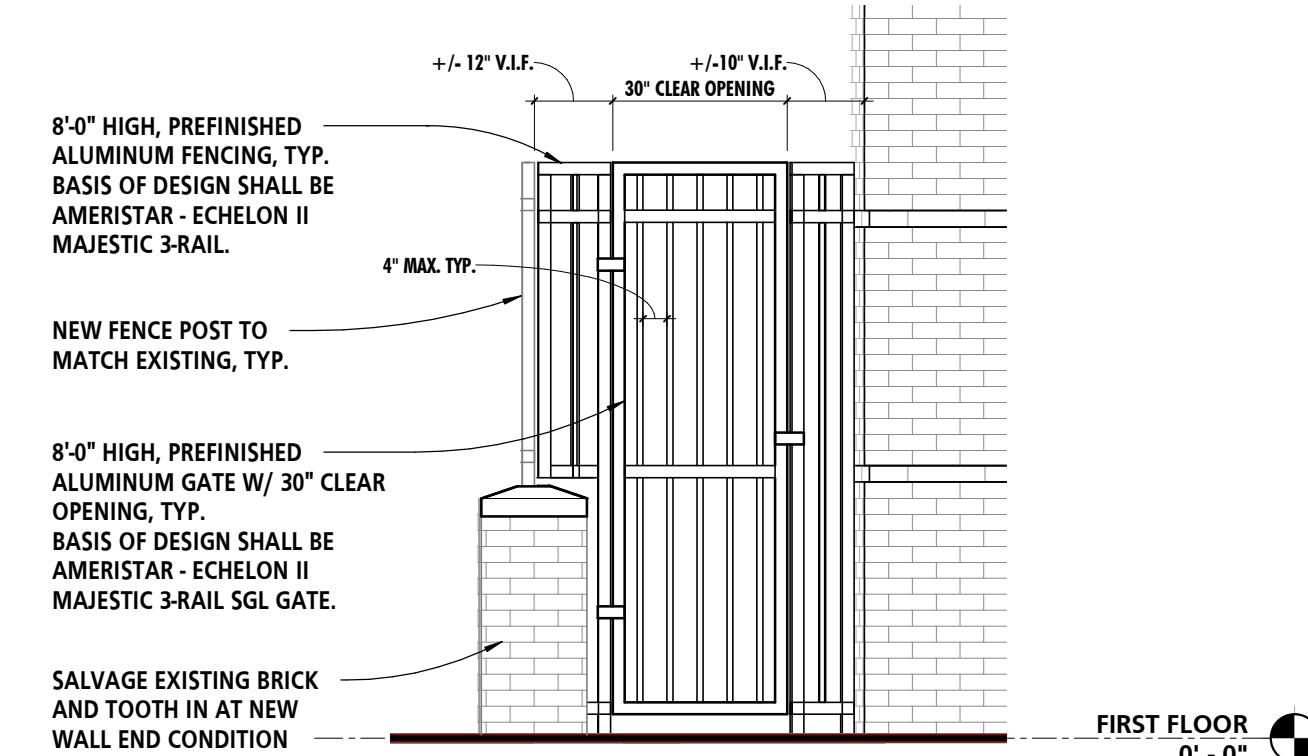 +/- 12" V.I.F.
+/-10" V.I.F.
30" CLEAR OPENING
8'-0" HIGH, PREFINISHED
ALUMINUM FENCING, TYP.
BASIS OF DESIGN SHALL BE
AMERISTAR - ECHELON II
MAJESTIC 3-RAIL.
4" MAX. TYP.
NEW FENCE POST TO
MATCH EXISTING, TYP.
8'-0" HIGH, PREFINISHED
ALUMINUM GATE W/ 30" CLEAR
OPENING, TYP.
BASIS OF DESIGN SHALL BE
AMERISTAR - ECHELON II
MAJESTIC 3-RAIL SGL GATE.
SALVAGE EXISTING BRICK
AND TOOTH IN AT NEW
WALL END CONDITION
FIRST FLOOR
0' - 0"